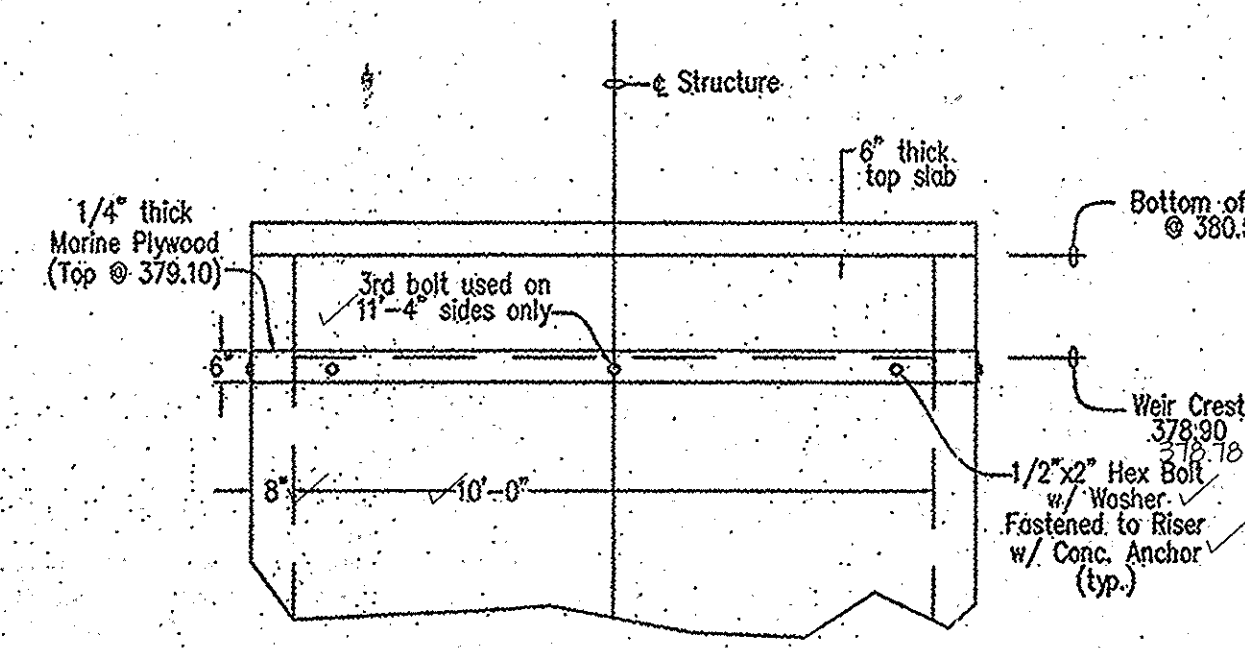 ℄ Structure
6" thick
top slab
Bottom of
@ 380.
1/4" thick
Marine Plywood
(Top @ 379.10)
3rd bolt used on
11'-4" sides only
6"
Weir Crest
378.90
378.78
8"
10'-0"
1/2"x2" Hex Bolt
w/ Washer
Fastened to Riser
w/ Conc. Anchor
(typ.)